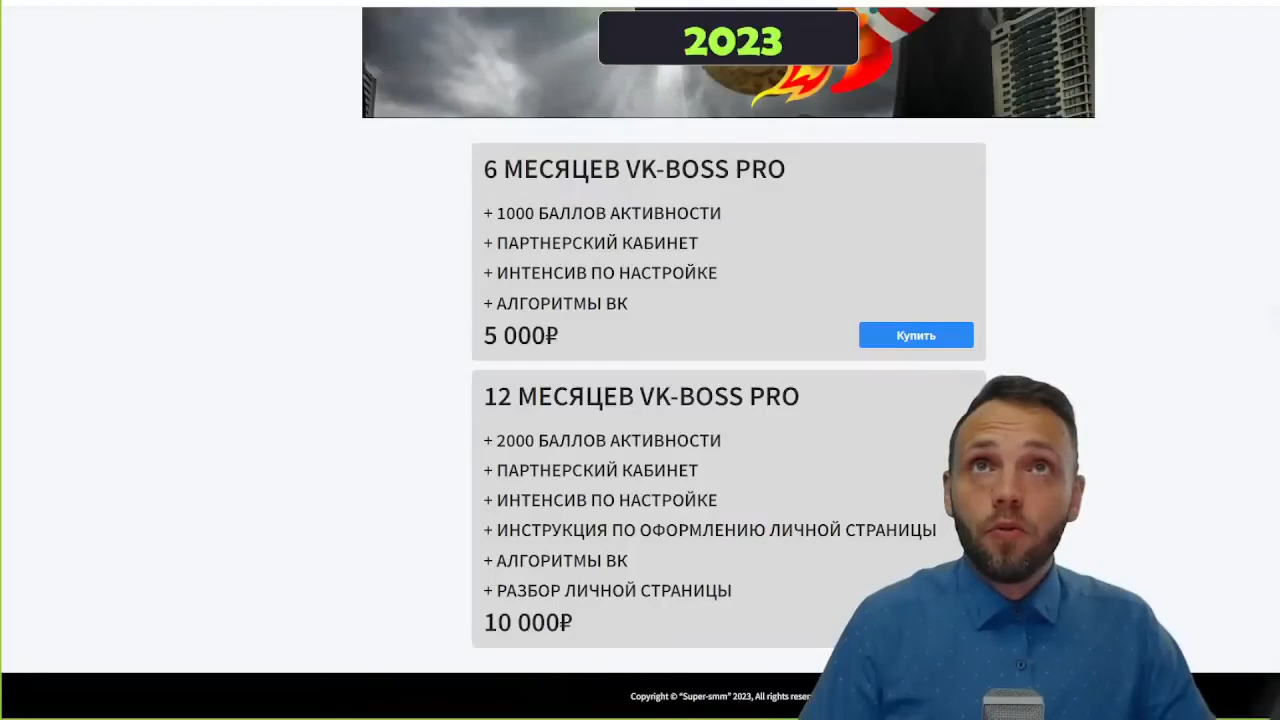 2023
6 МЕСЯЦЕВ VK-BOSS PRO
+ 1000 БАЛЛОВ АКТИВНОСТИ
+ ПАРТНЕРСКИЙ КАБИНЕТ
+ ИНТЕНСИВ ПО НАСТРОЙКЕ
+ АЛГОРИТМЫ ВК
5 000₽
Купить
12 МЕСЯЦЕВ VK-BOSS PRO
+ 2000 БАЛЛОВ АКТИВНОСТИ
+ ПАРТНЕРСКИЙ КАБИНЕТ
+ ИНТЕНСИВ ПО НАСТРОЙКЕ
+ ИНСТРУКЦИЯ ПО ОФОРМЛЕНИЮ ЛИЧНОЙ СТРАНИЦЫ
+ АЛГОРИТМЫ ВК
+ РАЗБОР ЛИЧНОЙ СТРАНИЦЫ
10 000₽
Copyright © “Super-smm” 2023, All rights